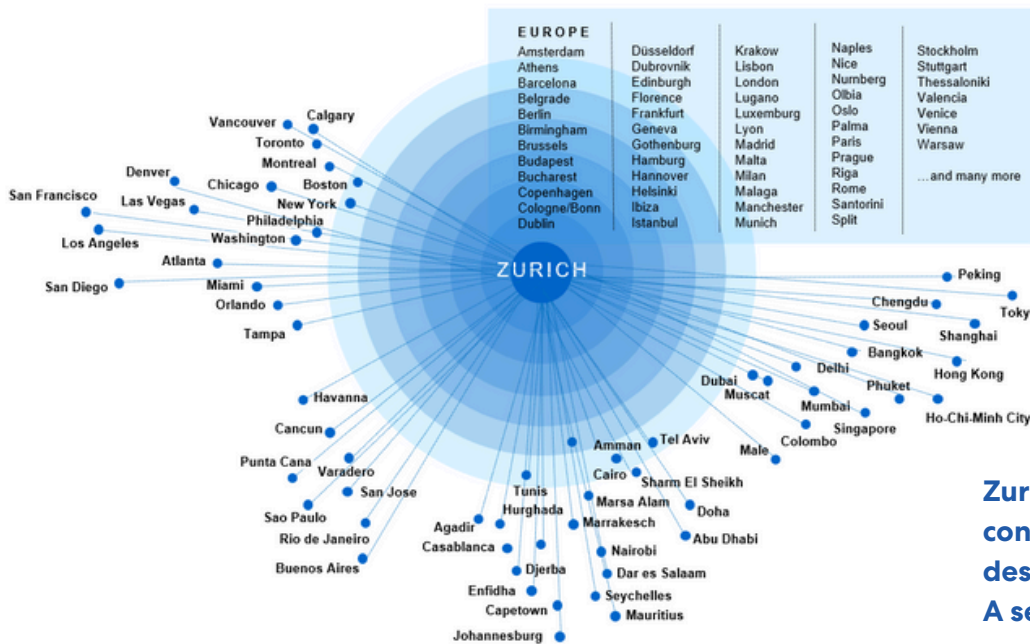 EUROPE
Amsterdam
Athens
Barcelona
Belgrade
Berlin
Birmingham
Brussels
Budapest
Bucharest
Copenhagen
Cologne/Bonn
Dublin
Düsseldorf
Dubrovnik
Edinburgh
Florence
Frankfurt
Geneva
Gothenburg
Hamburg
Hannover
Helsinki
Ibiza
Istanbul
Krakow
Lisbon
London
Lugano
Luxemburg
Lyon
Madrid
Malta
Milan
Malaga
Manchester
Munich
Naples
Nice
Nurnberg
Olbia
Oslo
Palma
Paris
Prague
Riga
Rome
Santorini
Split
Stockholm
Stuttgart
Thessaloniki
Valencia
Venice
Vienna
Warsaw
...and many more
Vancouver
Calgary
Toronto
Montreal
Denver
Chicago
Boston
San Francisco
Las Vegas
New York
Philadelphia
Los Angeles
Washington
Atlanta
San Diego
Miami
Orlando
Tampa
ZURICH
Peking
Chengdu
Tky
Seoul
Shanghai
Bangkok
Delhi
Hong Kong
Dubai
Muscat
Phuket
Mumbai
Ho-Chi-Minh City
Singapore
Colombo
Male
Havanna
Cancun
Punta Cana
Varadero
San Jose
Sao Paulo
Rio de Janeiro
Buenos Aires
Amman
Tel Aviv
Cairo
Sharm El Sheikh
Tunis
Marsa Alam
Hurghada
Doha
Agadir
Marrakesch
Casablanca
Abu Dhabi
Nairobi
Djerba
Dar es Salaam
Enfidha
Seychelles
Capetown
Mauritius
Johannesburg
Zur
con
des
A se